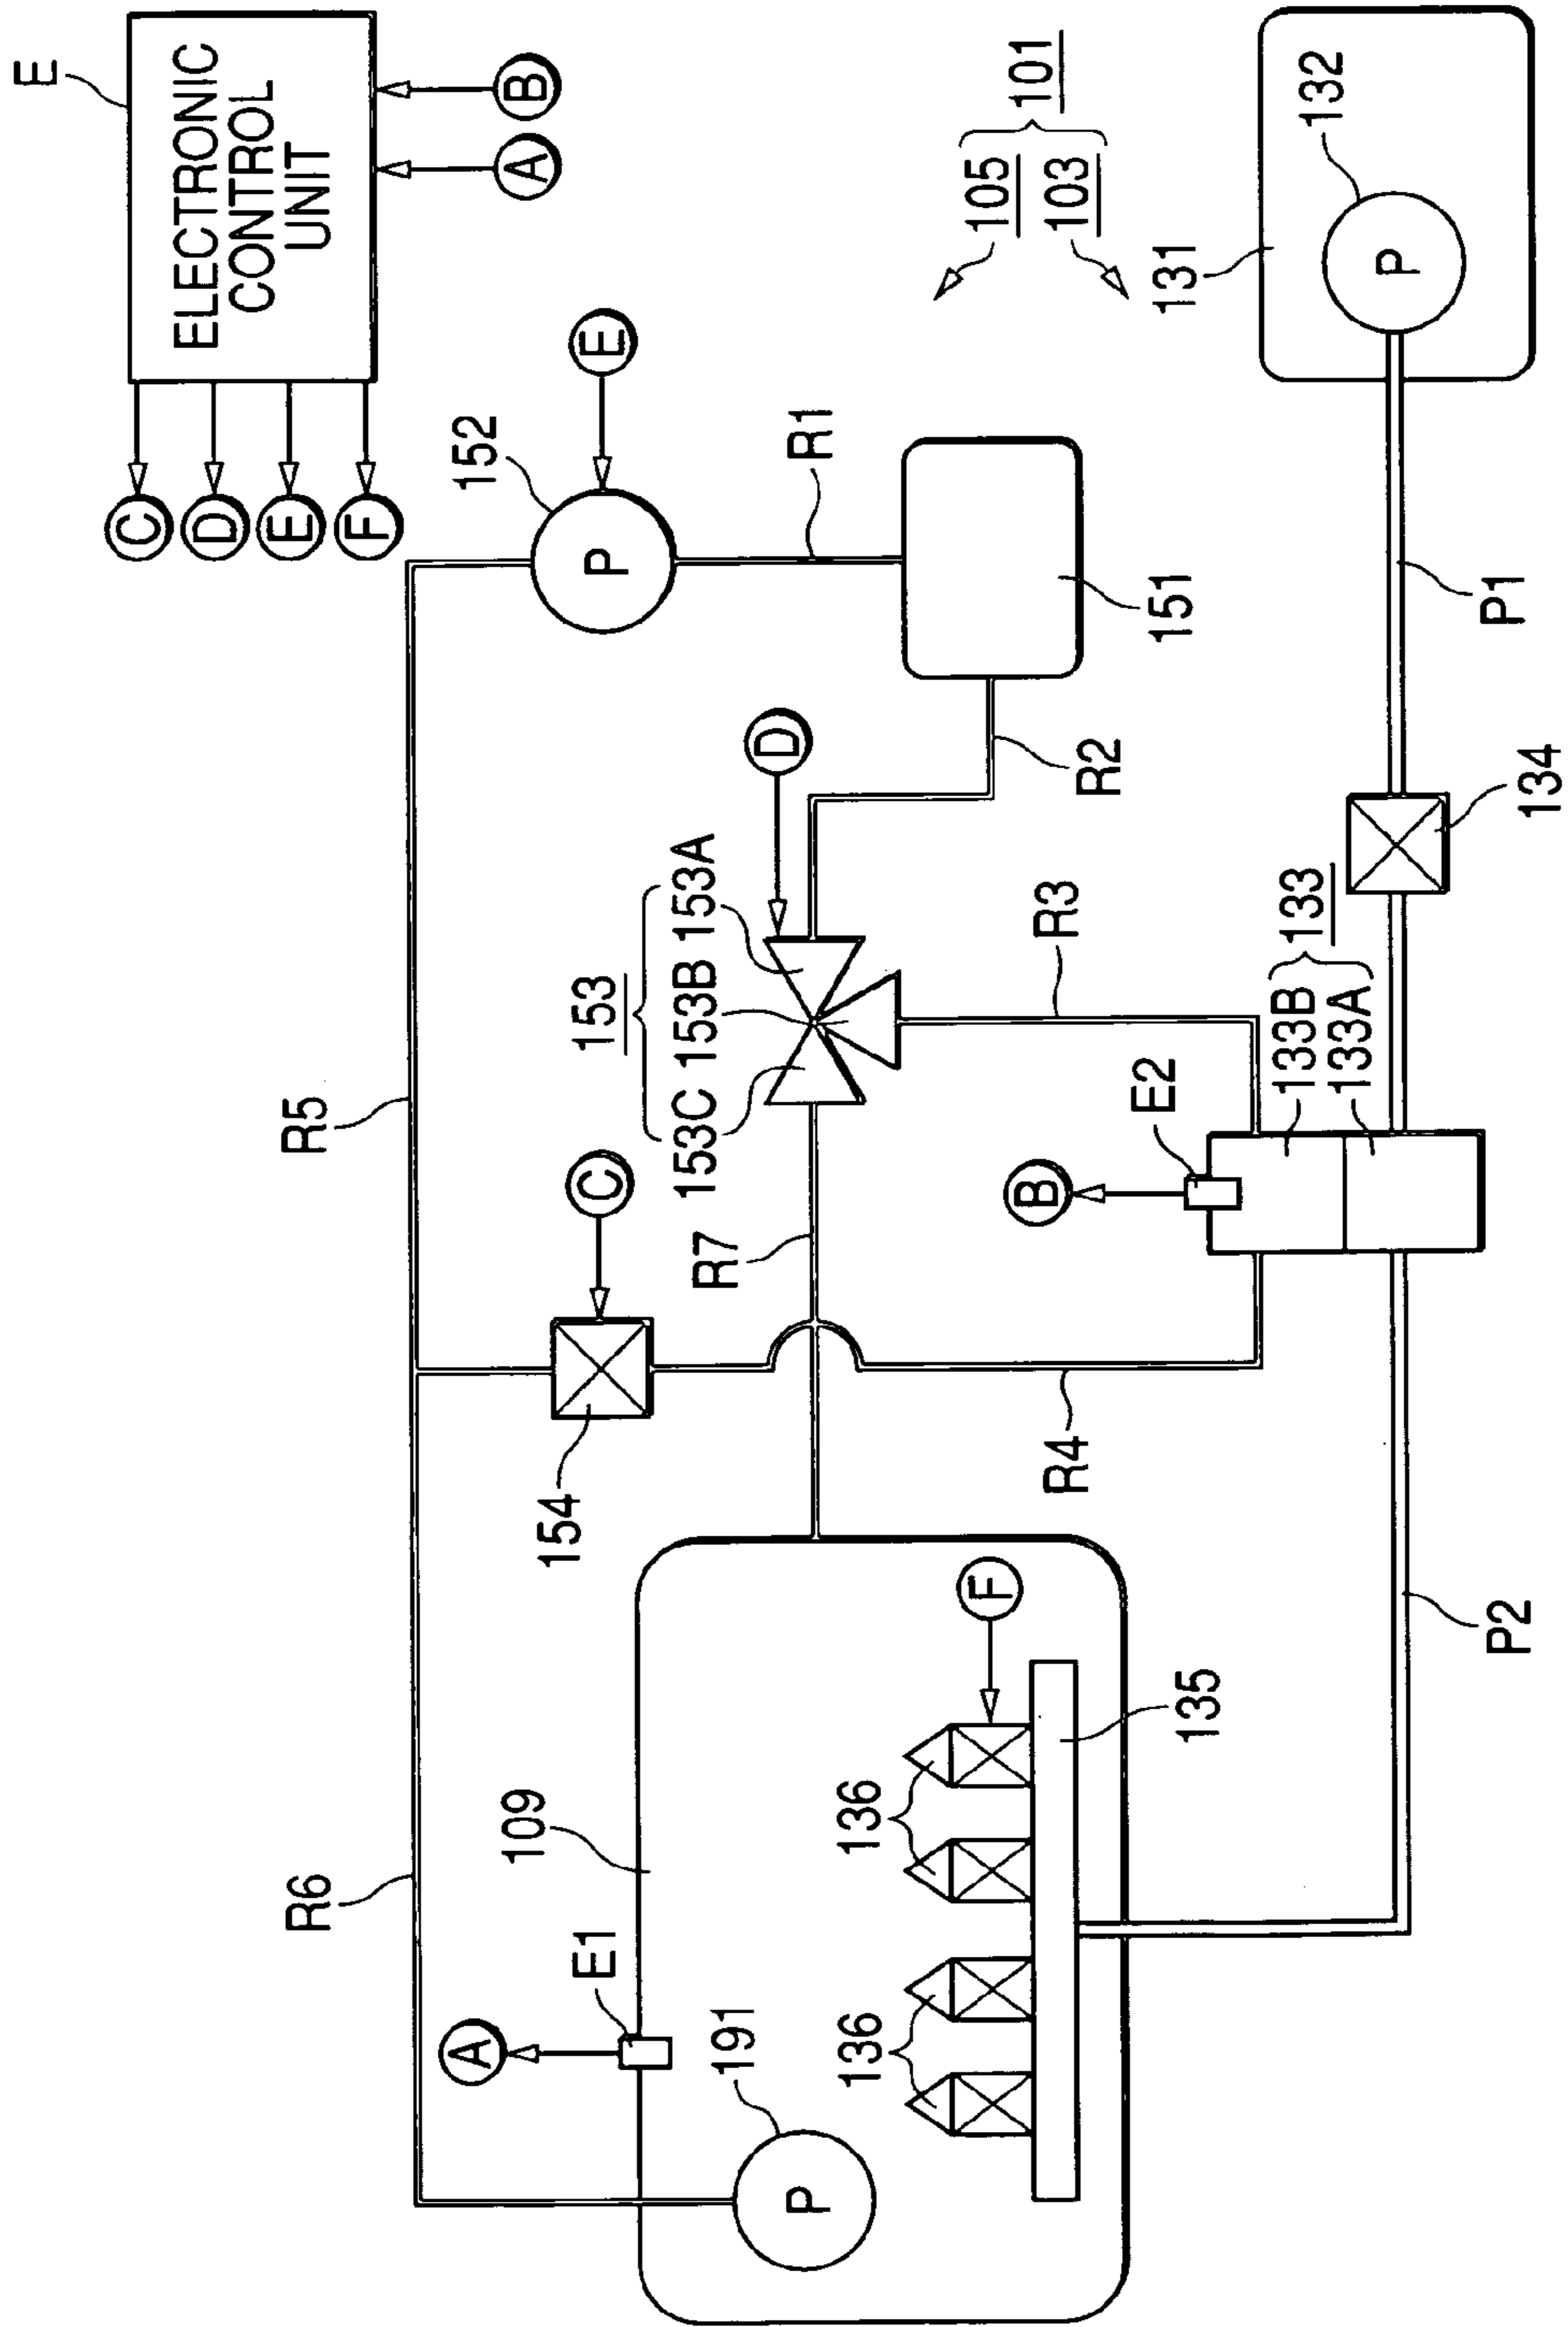 E
ELECTRONIC
CONTROL
UNIT
A
B
C
D
E
F
R6
R5
152
P
E
R1
151
R2
105
103
101
131
132
P
P1
134
153
153C
153B
153A
D
R3
R7
C
154
R4
B
E2
133B
133A
133
P2
109
A
E1
191
P
136
136
F
135